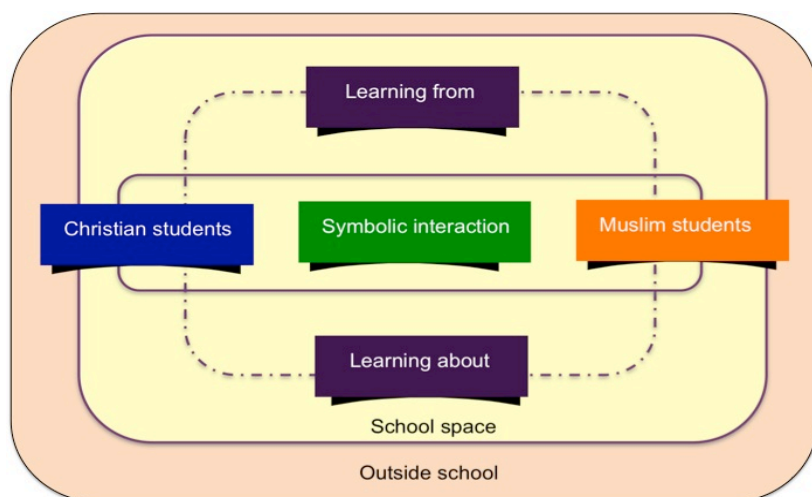 Learning from
Christian students
Symbolic interaction
Muslim students
Learning about
School space
Outside school